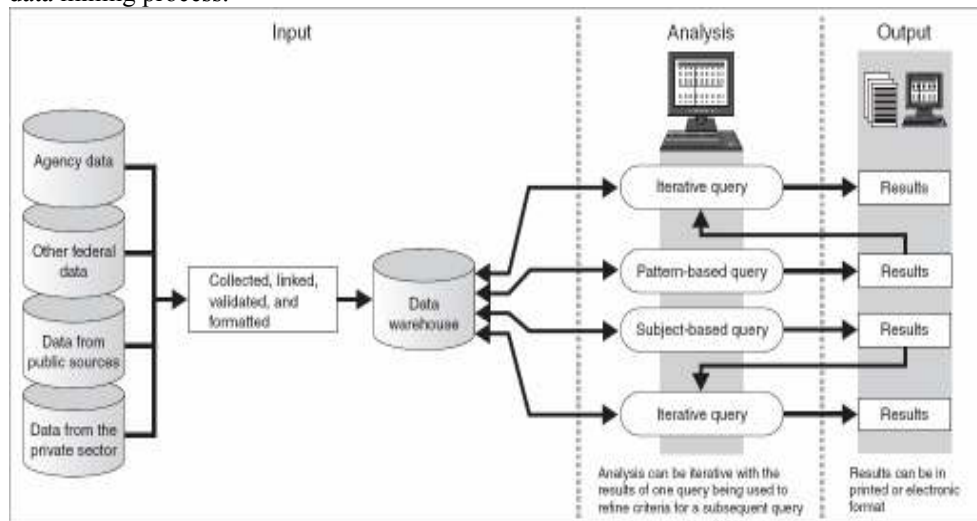 data mining process.
Input
Analysis
Output
Agency data
Other federal
data
Data from
public sources
Data from the
private sector
Collected, linked,
validated, and
formatted
Data
warehouse
Iterative query
Results
Pattern-based query
Results
Subject-based query
Results
Iterative query
Results
Analysis can be iterative with the
results of one query being used to
refine criteria for a subsequent query
Results can be in
printed or electronic
format